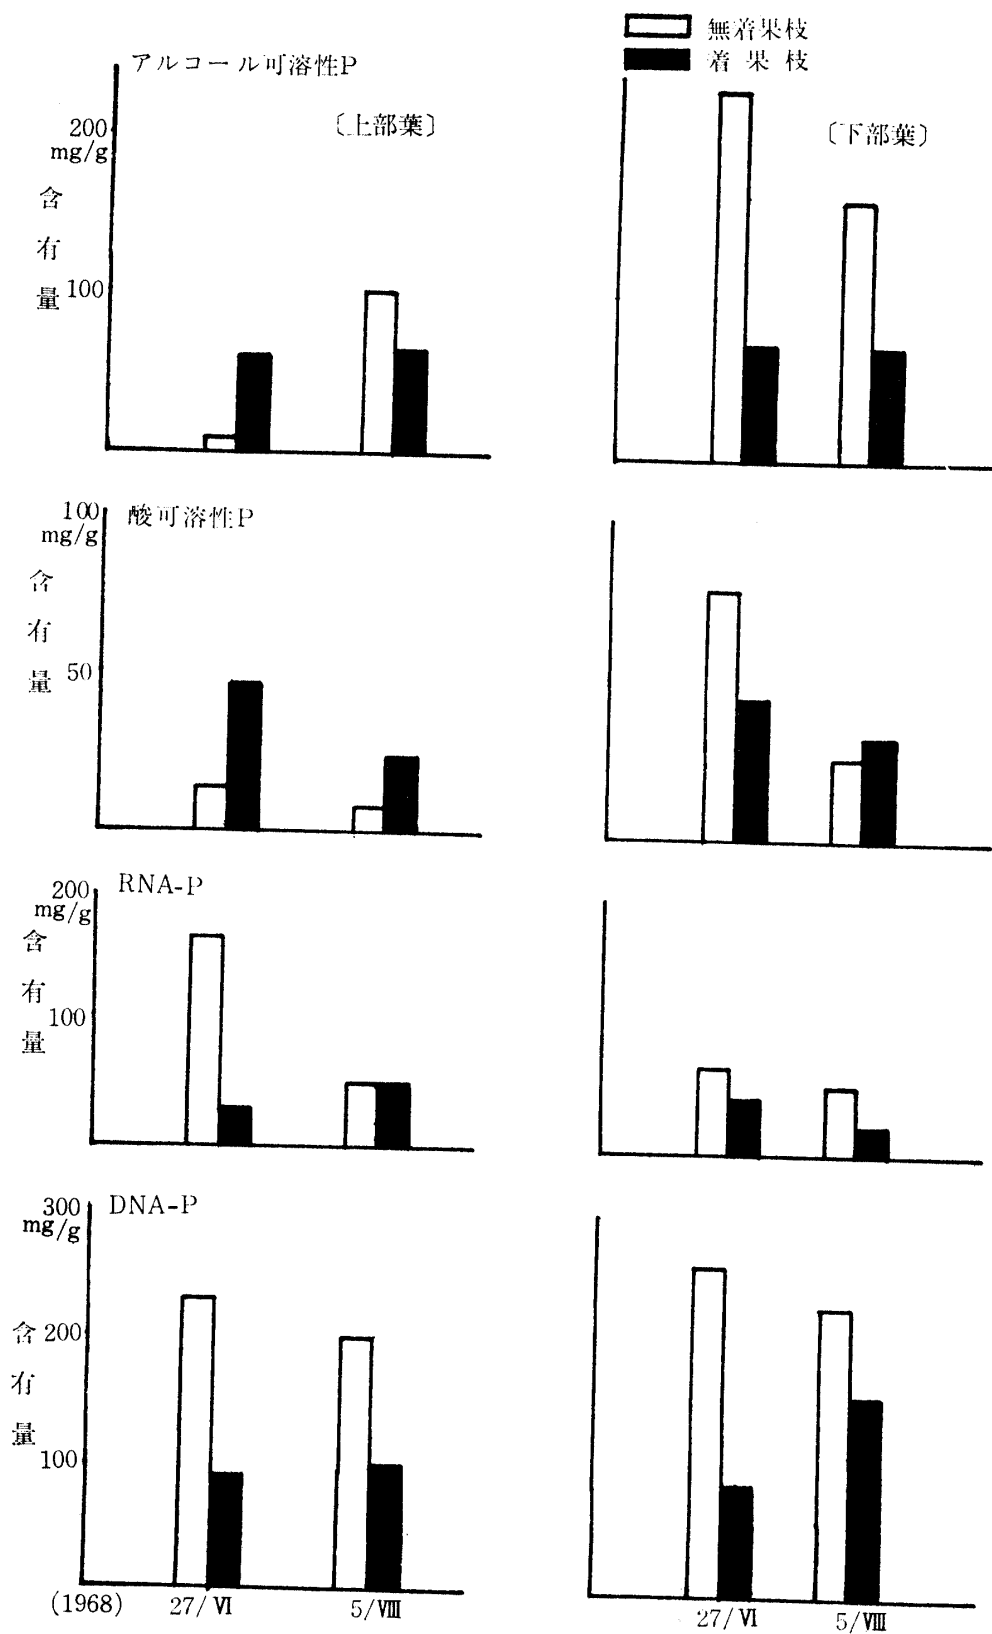 無着果枝
着果枝
アルコール可溶性P
〔上部葉〕
〔下部葉〕
200
mg/g
含有量
100
酸可溶性P
100
mg/g
含有量
50
RNA-P
200
mg/g
含有量
100
DNA-P
300
mg/g
含有量
200
100
(1968)
27/Ⅵ
5/Ⅷ
27/Ⅵ
5/Ⅷ